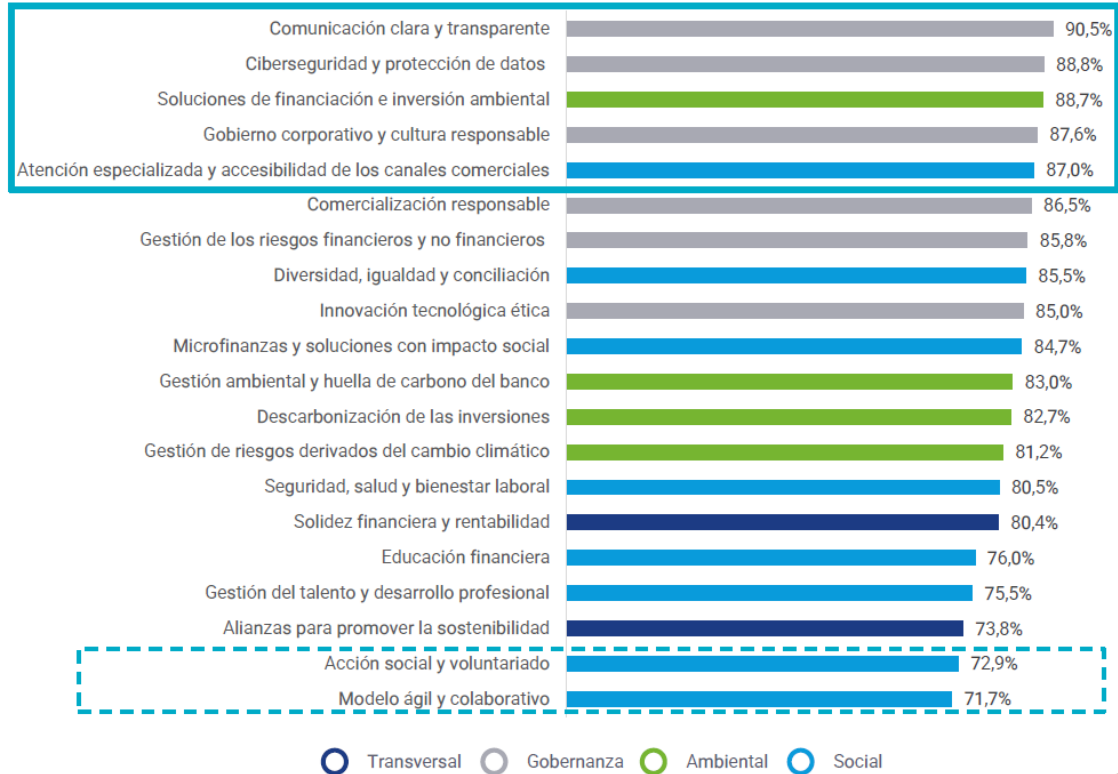 Comunicación clara y transparente 90,5%
Ciberseguridad y protección de datos 88,8%
Soluciones de financiación e inversión ambiental 88,7%
Gobierno corporativo y cultura responsable 87,6%
Atención especializada y accesibilidad de los canales comerciales 87,0%
Comercialización responsable 86,5%
Gestión de los riesgos financieros y no financieros 85,8%
Diversidad, igualdad y conciliación 85,5%
Innovación tecnológica ética 85,0%
Microfinanzas y soluciones con impacto social 84,7%
Gestión ambiental y huella de carbono del banco 83,0%
Descarbonización de las inversiones 82,7%
Gestión de riesgos derivados del cambio climático 81,2%
Seguridad, salud y bienestar laboral 80,5%
Solidez financiera y rentabilidad 80,4%
Educación financiera 76,0%
Gestión del talento y desarrollo profesional 75,5%
Alianzas para promover la sostenibilidad 73,8%
Acción social y voluntariado 72,9%
Modelo ágil y colaborativo 71,7%
Transversal Gobernanza Ambiental Social